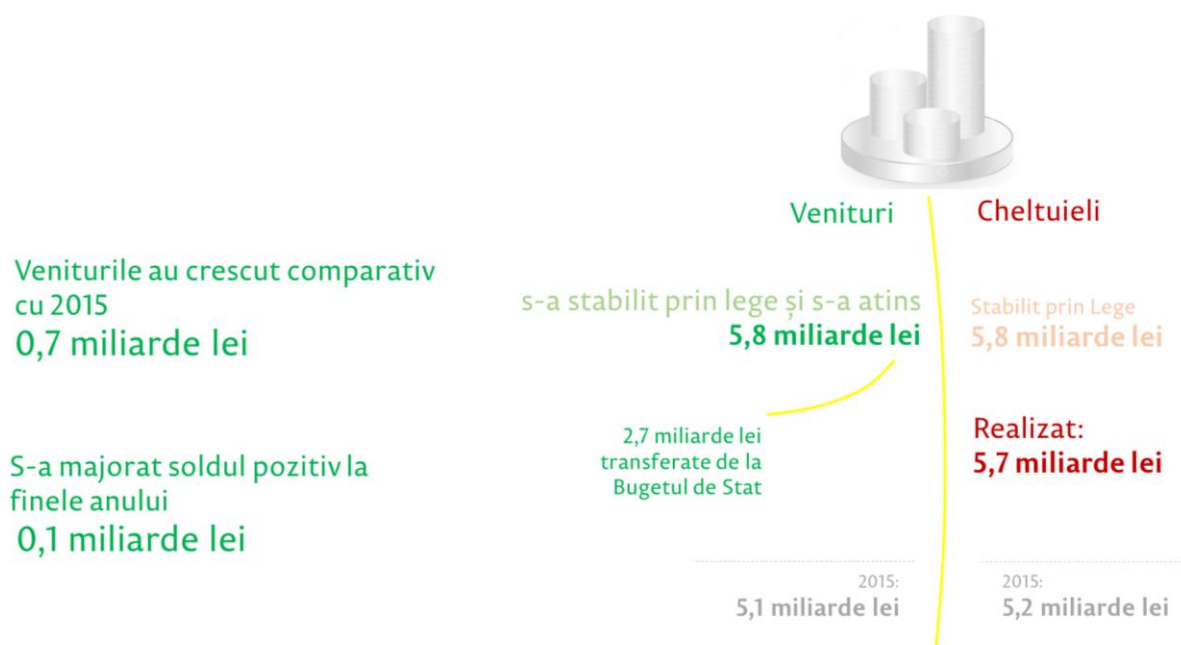 Venituri
Cheltuieli
Veniturile au crescut comparativ
cu 2015
0,7 miliarde lei
s-a stabilit prin lege și s-a atins
5,8 miliarde lei
Stabilit prin Lege
5,8 miliarde lei
2,7 miliarde lei
transferate de la
Bugetul de Stat
Realizat:
5,7 miliarde lei
S-a majorat soldul pozitiv la
finele anului
0,1 miliarde lei
2015:
5,1 miliarde lei
2015:
5,2 miliarde lei